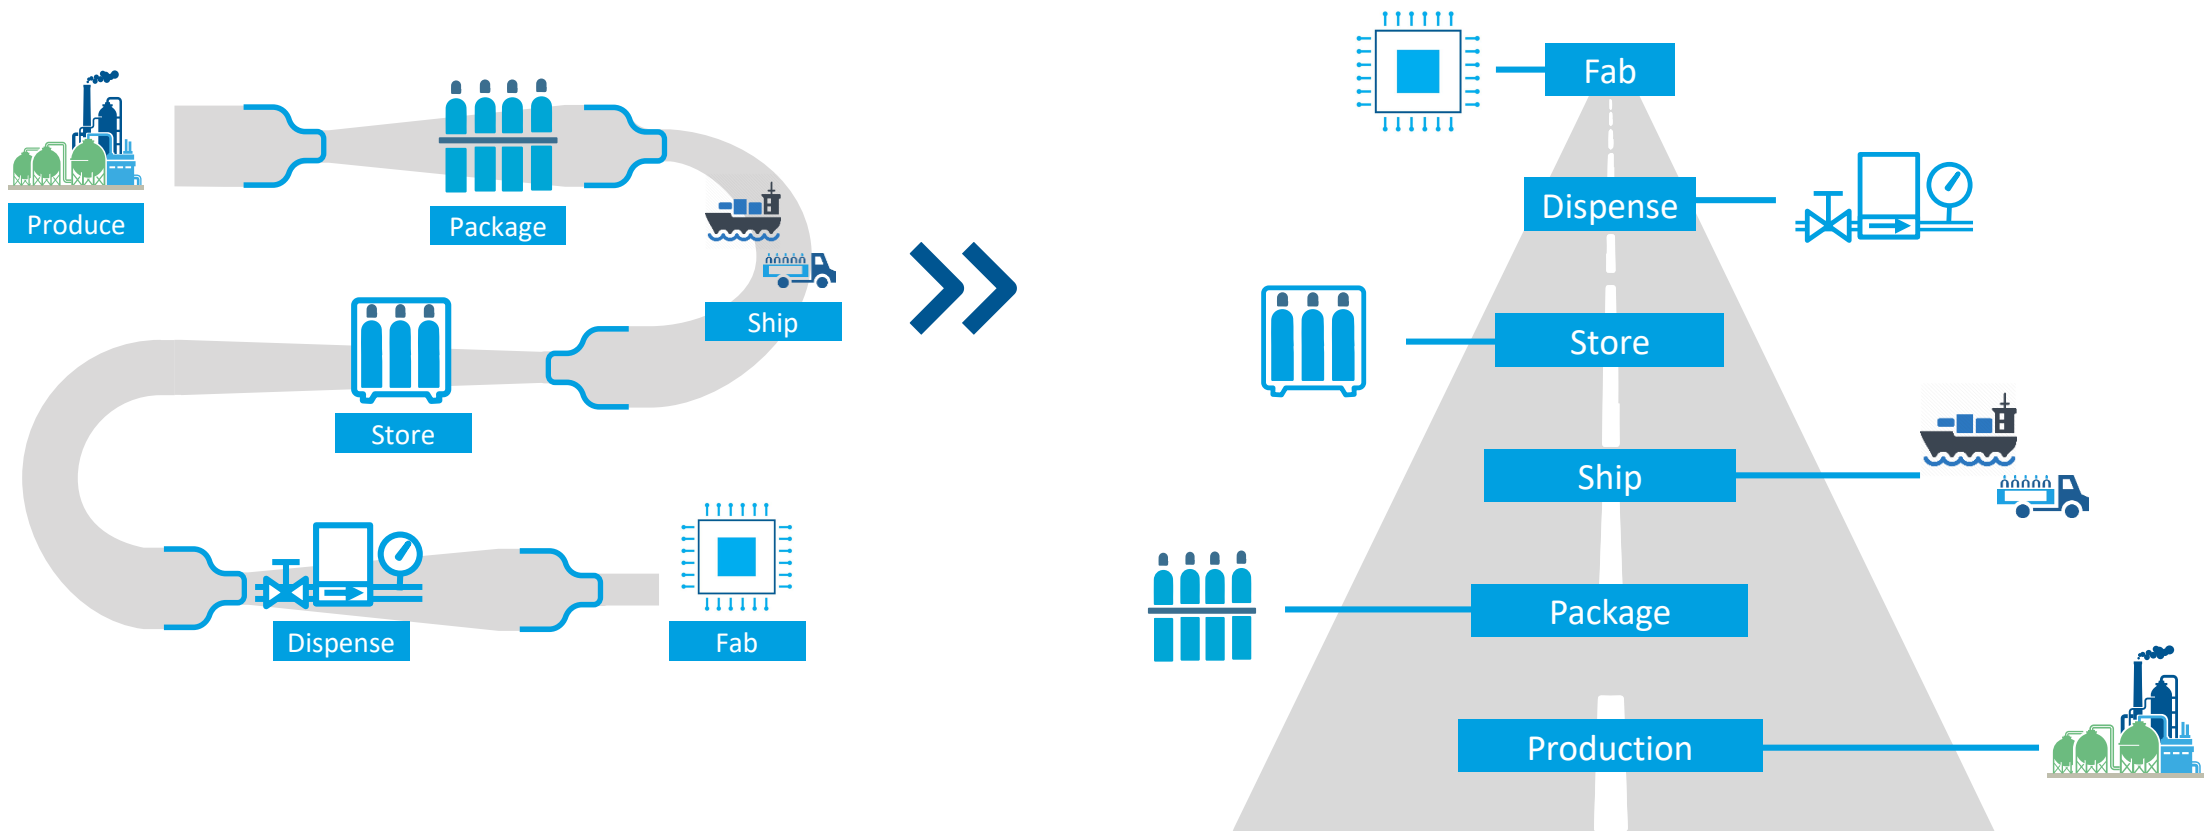 Produce
Package
Ship
Store
Dispense
Fab
Fab
Dispense
Store
Ship
Package
Production